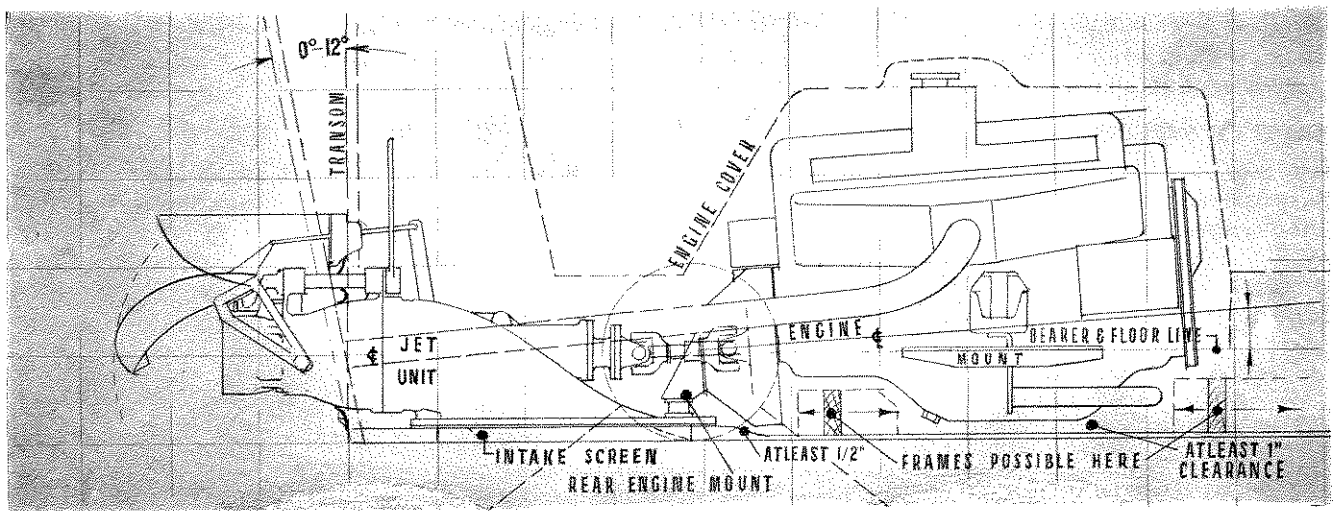 0°-12°
TRANSOM
ENGINE COVER
℄ JET
UNIT
ENGINE ℄
BEARER & FLOOR LINE
MOUNT
INTAKE SCREEN
REAR ENGINE MOUNT
ATLEAST 1/2"
FRAMES POSSIBLE HERE
ATLEAST 1"
CLEARANCE